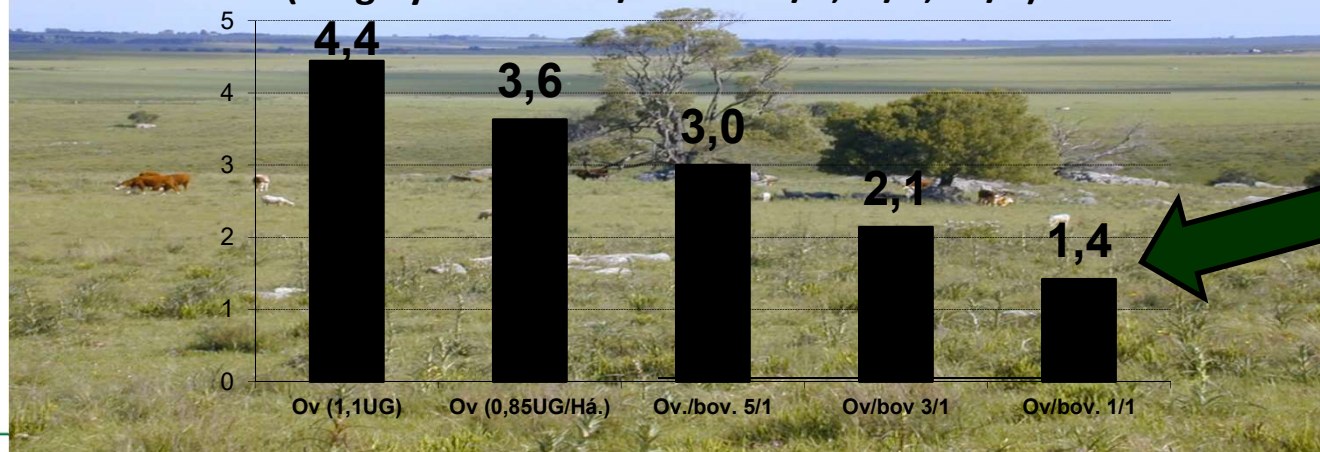 5
4,4
4
3,6
3,0
3
2,1
2
1,4
1
0
Ov (1,1UG)
Ov (0,85UG/Há.)
Ov./bov. 5/1
Ov/bov 3/1
Ov/bov. 1/1